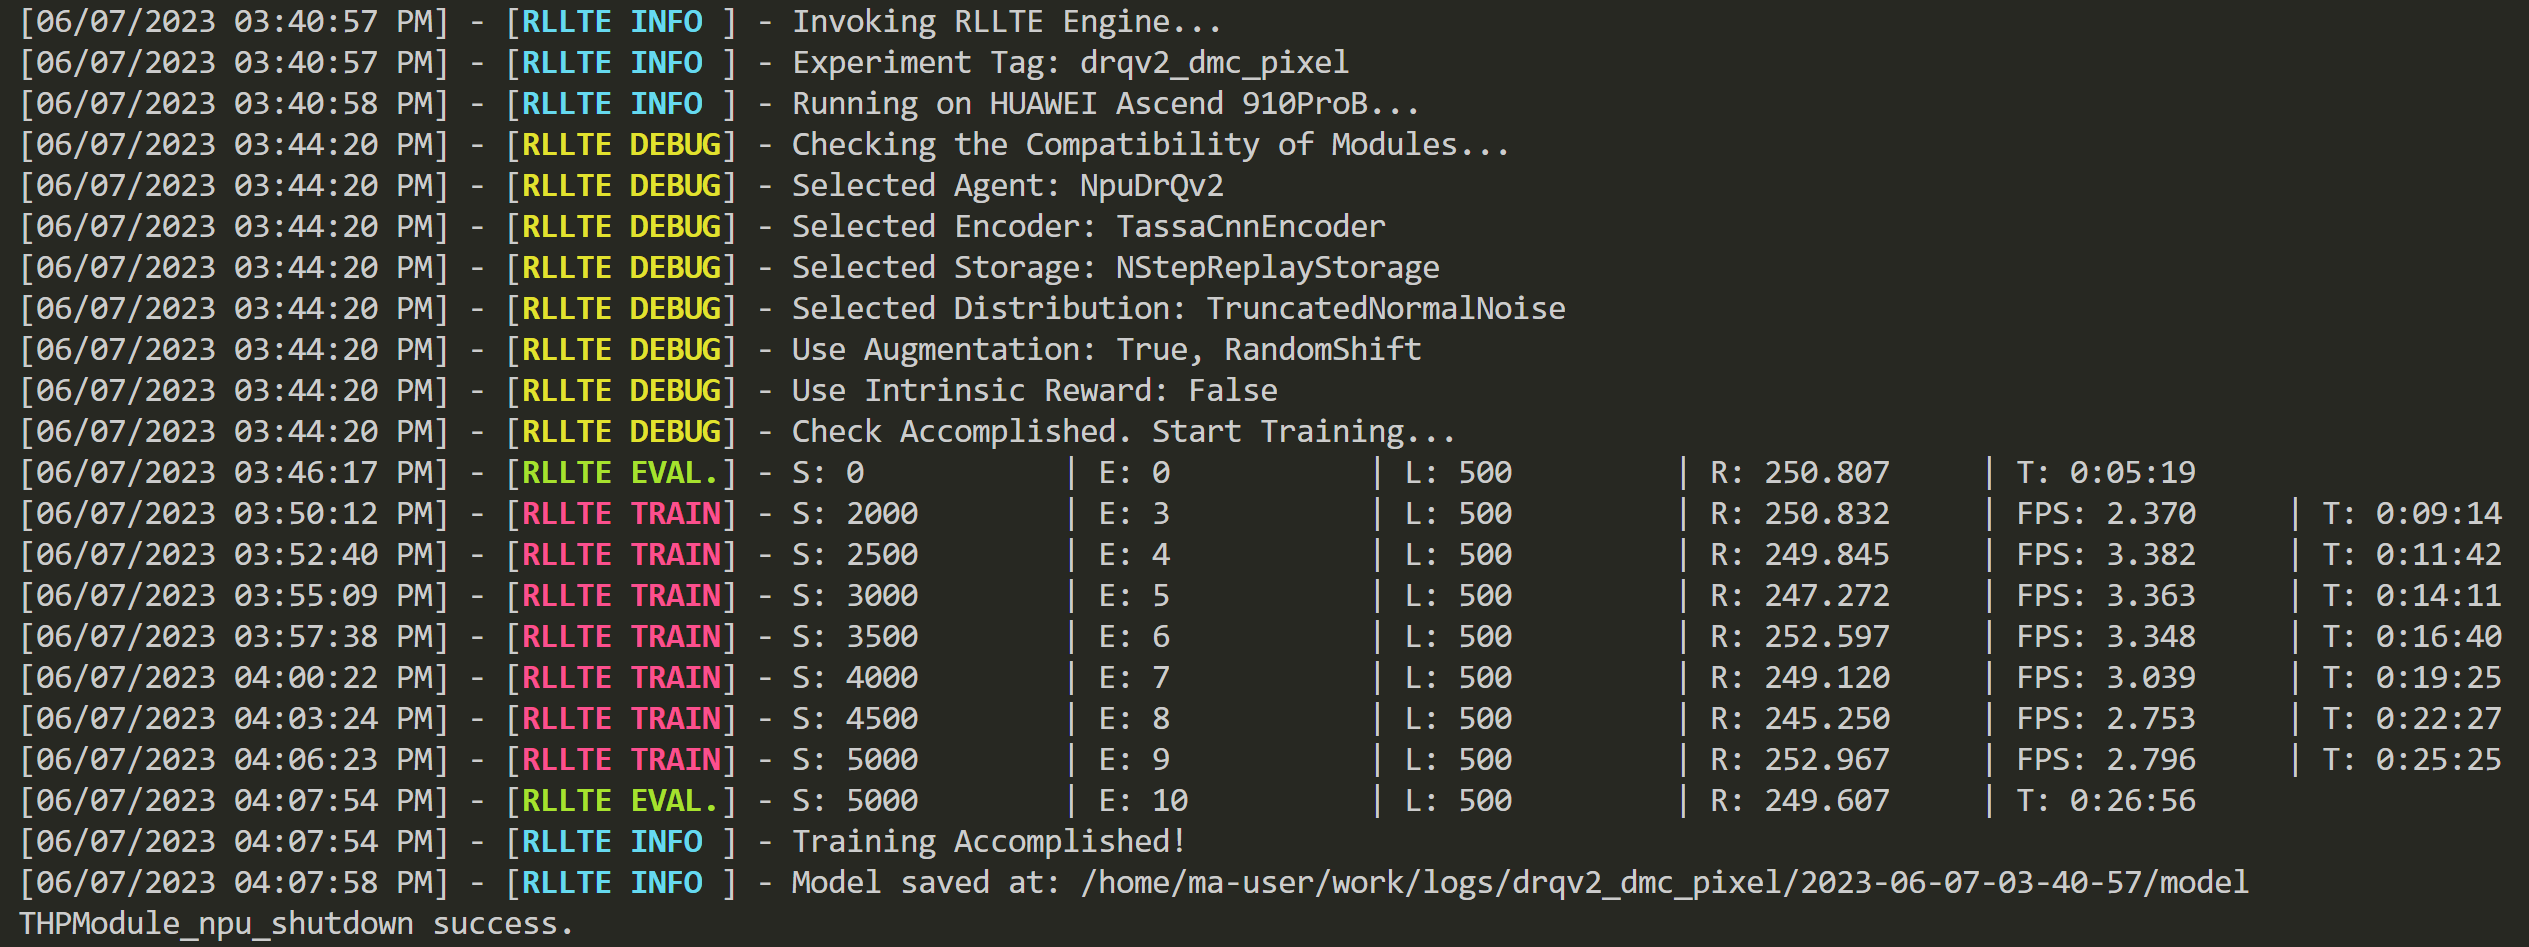 [06/07/2023 03:40:57 PM] - [RLLTE INFO ] - Invoking RLLTE Engine...
[06/07/2023 03:40:57 PM] - [RLLTE INFO ] - Experiment Tag: drqv2_dmc_pixel
[06/07/2023 03:40:58 PM] - [RLLTE INFO ] - Running on HUAWEI Ascend 910ProB...
[06/07/2023 03:44:20 PM] - [RLLTE DEBUG] - Checking the Compatibility of Modules...
[06/07/2023 03:44:20 PM] - [RLLTE DEBUG] - Selected Agent: NpuDrQv2
[06/07/2023 03:44:20 PM] - [RLLTE DEBUG] - Selected Encoder: TassaCnnEncoder
[06/07/2023 03:44:20 PM] - [RLLTE DEBUG] - Selected Storage: NStepReplayStorage
[06/07/2023 03:44:20 PM] - [RLLTE DEBUG] - Selected Distribution: TruncatedNormalNoise
[06/07/2023 03:44:20 PM] - [RLLTE DEBUG] - Use Augmentation: True, RandomShift
[06/07/2023 03:44:20 PM] - [RLLTE DEBUG] - Use Intrinsic Reward: False
[06/07/2023 03:44:20 PM] - [RLLTE DEBUG] - Check Accomplished. Start Training...
[06/07/2023 03:46:17 PM] - [RLLTE EVAL.] - S: 0 | E: 0 | L: 500 | R: 250.807 | T: 0:05:19
[06/07/2023 03:50:12 PM] - [RLLTE TRAIN] - S: 2000 | E: 3 | L: 500 | R: 250.832 | FPS: 2.370 | T: 0:09:14
[06/07/2023 03:52:40 PM] - [RLLTE TRAIN] - S: 2500 | E: 4 | L: 500 | R: 249.845 | FPS: 3.382 | T: 0:11:42
[06/07/2023 03:55:09 PM] - [RLLTE TRAIN] - S: 3000 | E: 5 | L: 500 | R: 247.272 | FPS: 3.363 | T: 0:14:11
[06/07/2023 03:57:38 PM] - [RLLTE TRAIN] - S: 3500 | E: 6 | L: 500 | R: 252.597 | FPS: 3.348 | T: 0:16:40
[06/07/2023 04:00:22 PM] - [RLLTE TRAIN] - S: 4000 | E: 7 | L: 500 | R: 249.120 | FPS: 3.039 | T: 0:19:25
[06/07/2023 04:03:24 PM] - [RLLTE TRAIN] - S: 4500 | E: 8 | L: 500 | R: 245.250 | FPS: 2.753 | T: 0:22:27
[06/07/2023 04:06:23 PM] - [RLLTE TRAIN] - S: 5000 | E: 9 | L: 500 | R: 252.967 | FPS: 2.796 | T: 0:25:25
[06/07/2023 04:07:54 PM] - [RLLTE EVAL.] - S: 5000 | E: 10 | L: 500 | R: 249.607 | T: 0:26:56
[06/07/2023 04:07:54 PM] - [RLLTE INFO ] - Training Accomplished!
[06/07/2023 04:07:58 PM] - [RLLTE INFO ] - Model saved at: /home/ma-user/work/logs/drqv2_dmc_pixel/2023-06-07-03-40-57/model
THPModule_npu_shutdown success.